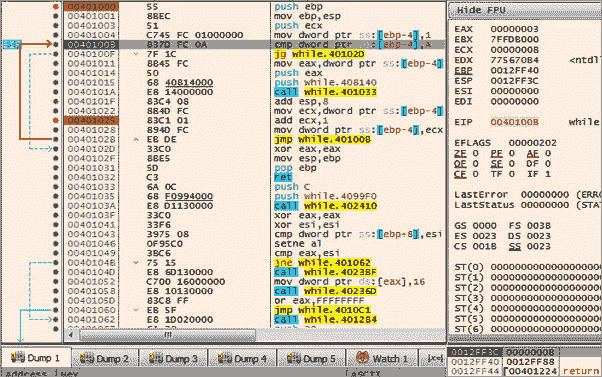 00401000 55 push ebp
00401001 8BEC mov ebp,esp
00401003 51 push ecx
00401004 C745 FC 01000000 mov dword ptr ss:[ebp-4],1
0040100B 837D FC 0A cmp dword ptr ss:[ebp-4],A
0040100F 7F 1C jg while.40102D
00401011 8B45 FC mov eax,dword ptr ss:[ebp-4]
00401014 50 push eax
00401015 68 40814000 push while.408140
0040101A E8 14000000 call while.401033
0040101F 83C4 08 add esp,8
00401022 8B4D FC mov ecx,dword ptr ss:[ebp-4]
00401025 83C1 01 add ecx,1
00401028 894D FC mov dword ptr ss:[ebp-4],ecx
0040102B EB DE jmp while.40100B
0040102D 33C0 xor eax,eax
0040102F 8BE5 mov esp,ebp
00401031 5D pop ebp
00401032 C3 ret
00401033 6A 0C push C
00401035 68 F0994000 push while.4099F0
0040103A E8 D1130000 call while.402410
0040103F 33C0 xor eax,eax
00401041 33F6 xor esi,esi
00401043 3975 08 cmp dword ptr ss:[ebp+8],esi
00401046 0F95C0 setne al
00401049 3BC6 cmp eax,esi
0040104B 75 15 jne while.401062
0040104D E8 6D130000 call while.4023BF
00401052 C700 16000000 mov dword ptr ds:[eax],16
00401058 E8 10130000 call while.40236D
0040105D 83C8 FF or eax,FFFFFFFF
00401060 EB 5F jmp while.4010C1
00401062 E8 1D020000 call while.401284
Hide FPU
EAX 00000003
EBX 7FFDB000
ECX 0000000B
EDX 775670B4 <ntdll
EBP 0012FF40
ESP 0012FF3C
ESI 00000000
EDI 00000000
EIP 0040100B while
EFLAGS 00000202
ZF 0 PF 0 AF 0
OF 0 SF 0 DF 0
CF 0 TF 0 IF 1
LastError 00000000 (ERRO
LastStatus 00000000 (STA
GS 0000 FS 003B
ES 0023 DS 0023
CS 001B SS 0023
ST(0)
ST(1)
ST(2)
ST(3)
ST(4)
ST(5)
ST(6)
Dump 1 Dump 2 Dump 3 Dump 4 Dump 5 Watch 1 [x=]
Address Hex ASCII
0012FF3C 0000000B
0012FF40 0012FF88
0012FF44 00401224 return